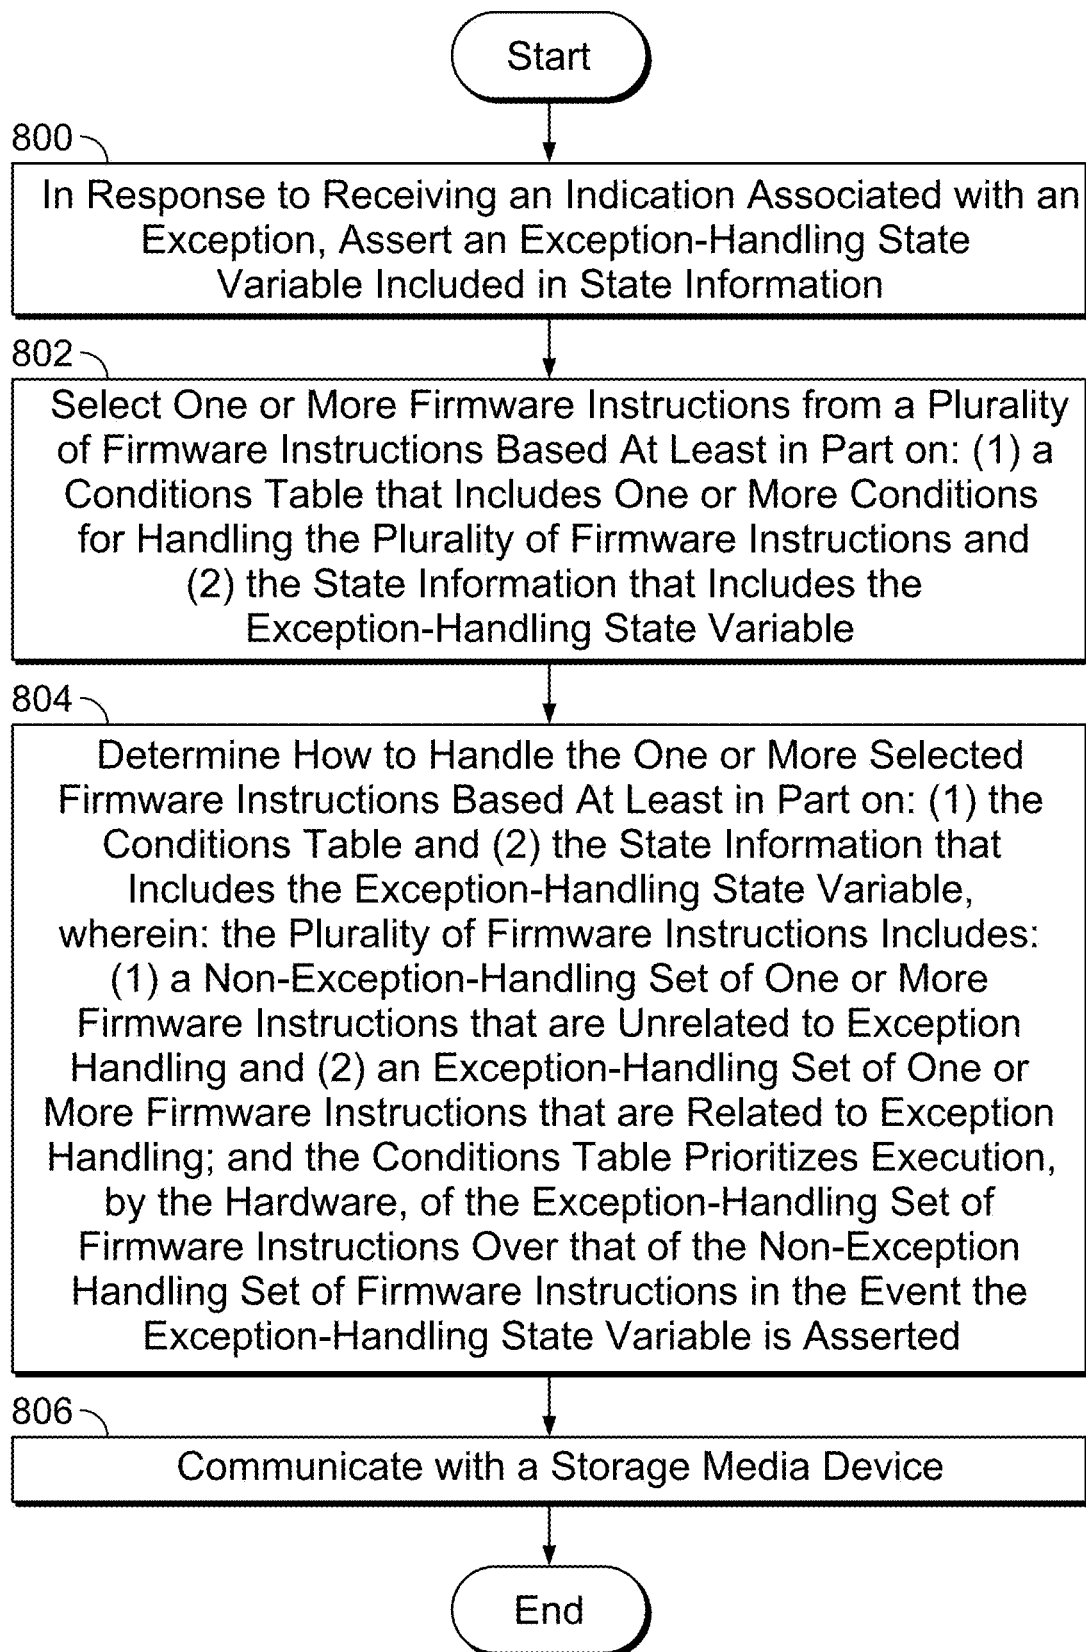 Start
800
In Response to Receiving an Indication Associated with an
Exception, Assert an Exception-Handling State
Variable Included in State Information
802
Select One or More Firmware Instructions from a Plurality
of Firmware Instructions Based At Least in Part on: (1) a
Conditions Table that Includes One or More Conditions
for Handling the Plurality of Firmware Instructions and
(2) the State Information that Includes the
Exception-Handling State Variable
804
Determine How to Handle the One or More Selected
Firmware Instructions Based At Least in Part on: (1) the
Conditions Table and (2) the State Information that
Includes the Exception-Handling State Variable,
wherein: the Plurality of Firmware Instructions Includes:
(1) a Non-Exception-Handling Set of One or More
Firmware Instructions that are Unrelated to Exception
Handling and (2) an Exception-Handling Set of One or
More Firmware Instructions that are Related to Exception
Handling; and the Conditions Table Prioritizes Execution,
by the Hardware, of the Exception-Handling Set of
Firmware Instructions Over that of the Non-Exception
Handling Set of Firmware Instructions in the Event the
Exception-Handling State Variable is Asserted
806
Communicate with a Storage Media Device
End